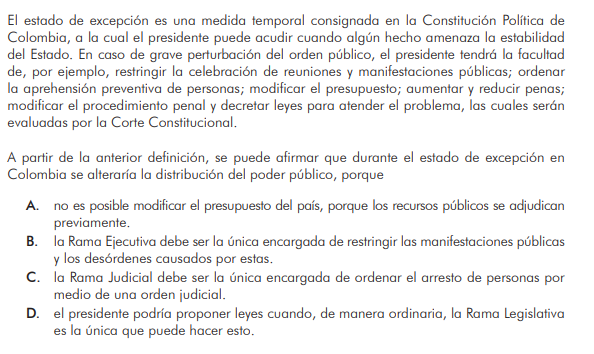 El estado de excepción es una medida temporal consignada en la Constitución Política de
Colombia, a la cual el presidente puede acudir cuando algún hecho amenaza la estabilidad
del Estado. En caso de grave perturbación del orden público, el presidente tendrá la facultad
de, por ejemplo, restringir la celebración de reuniones y manifestaciones públicas; ordenar
la aprehensión preventiva de personas; modificar el presupuesto; aumentar y reducir penas;
modificar el procedimiento penal y decretar leyes para atender el problema, las cuales serán
evaluadas por la Corte Constitucional.
A partir de la anterior definición, se puede afirmar que durante el estado de excepción en
Colombia se alteraría la distribución del poder público, porque
A. no es posible modificar el presupuesto del país, porque los recursos públicos se adjudican
previamente.
B. la Rama Ejecutiva debe ser la única encargada de restringir las manifestaciones públicas
y los desórdenes causados por estas.
C. la Rama Judicial debe ser la única encargada de ordenar el arresto de personas por
medio de una orden judicial.
D. el presidente podría proponer leyes cuando, de manera ordinaria, la Rama Legislativa
es la única que puede hacer esto.